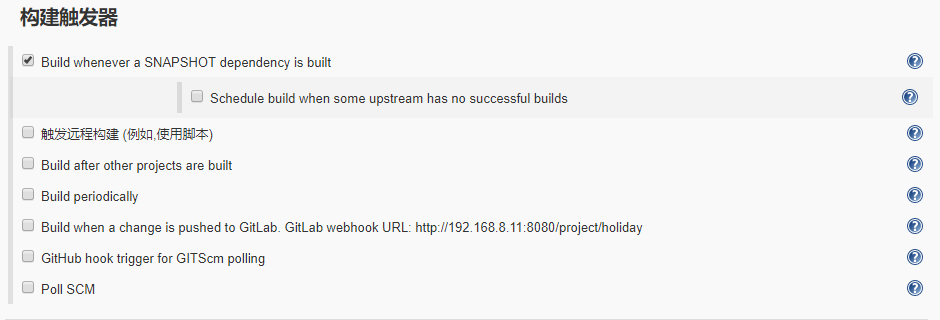 构建触发器
Build whenever a SNAPSHOT dependency is built
Schedule build when some upstream has no successful builds
触发远程构建 (例如,使用脚本)
Build after other projects are built
Build periodically
Build when a change is pushed to GitLab. GitLab webhook URL: http://192.168.8.11:8080/project/holiday
GitHub hook trigger for GITScm polling
Poll SCM